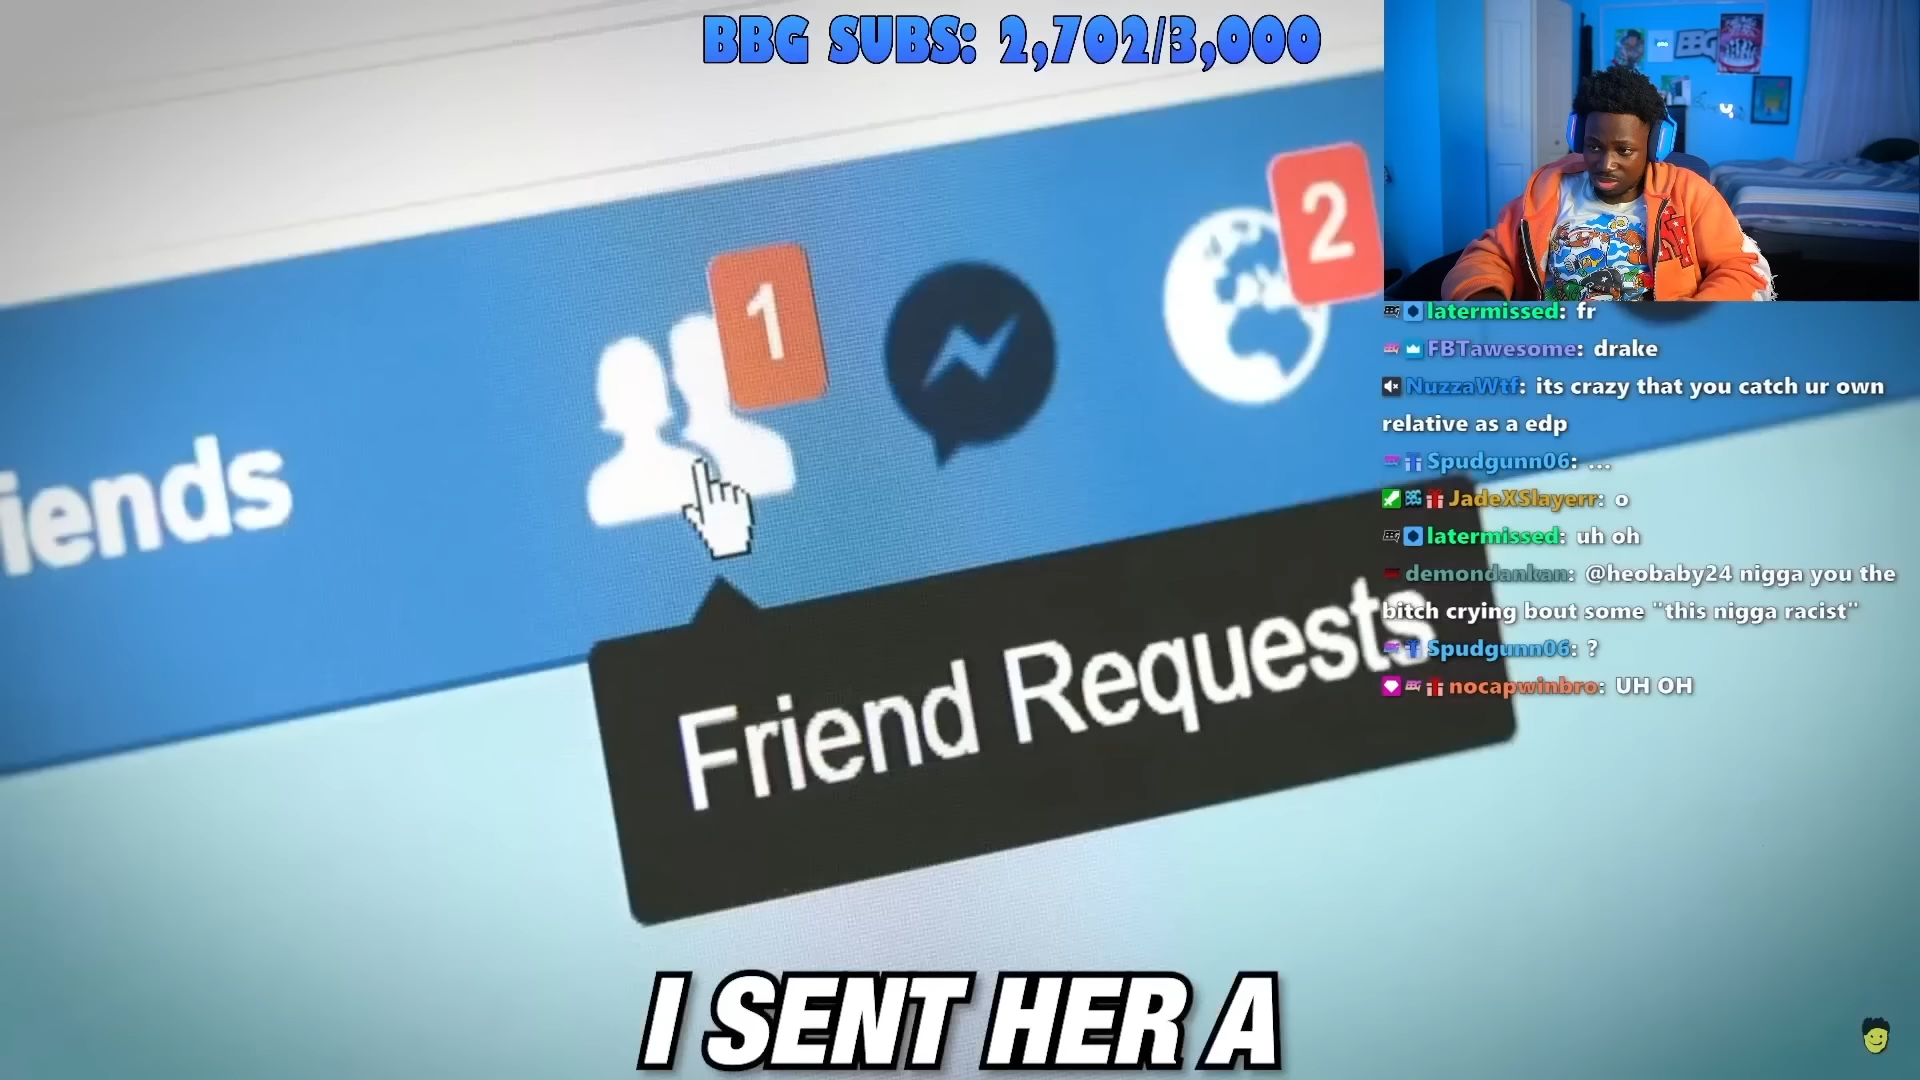 BBG SUBS: 2,702/3,000
BBG
1
2
iends
Friend Requests
latermissed: fr
FBTawesome: drake
NuzzaWtf: its crazy that you catch ur own
relative as a edp
Spudgunn06: ...
JadeXSlayerr: o
latermissed: uh oh
demondankan: @heobaby24 nigga you the
bitch crying bout some "this nigga racist"
Spudgunn06: ?
nocapwinbro: UH OH
I SENT HER A